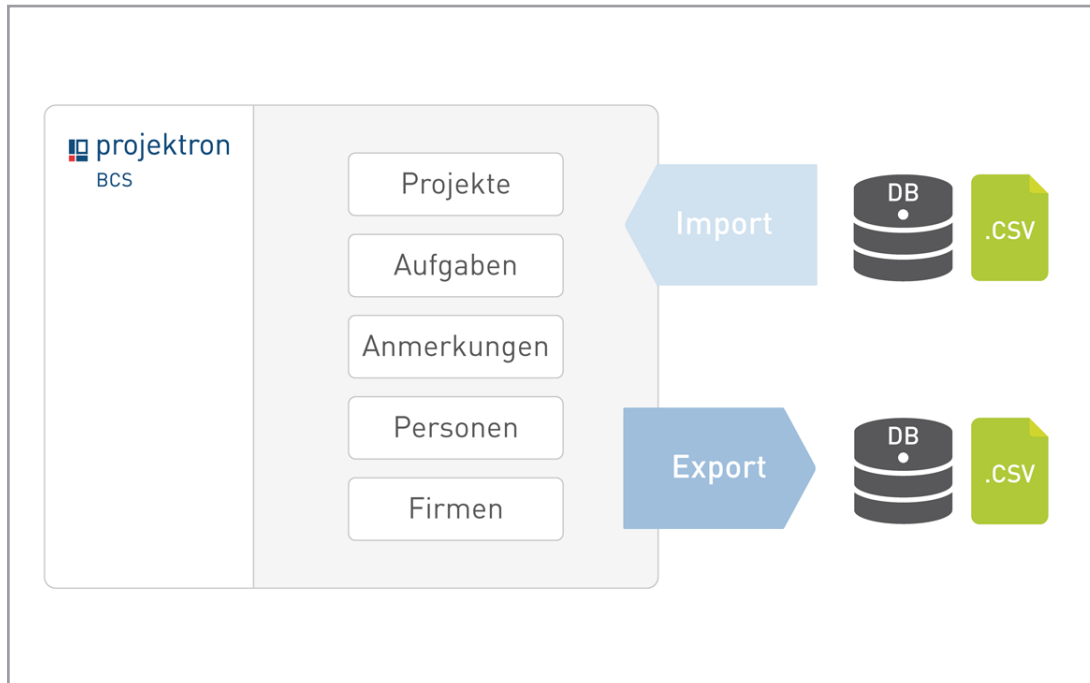 projektron
BCS
Projekte
Aufgaben
Anmerkungen
Personen
Firmen
Import
DB
.CSV
Export
DB
.CSV